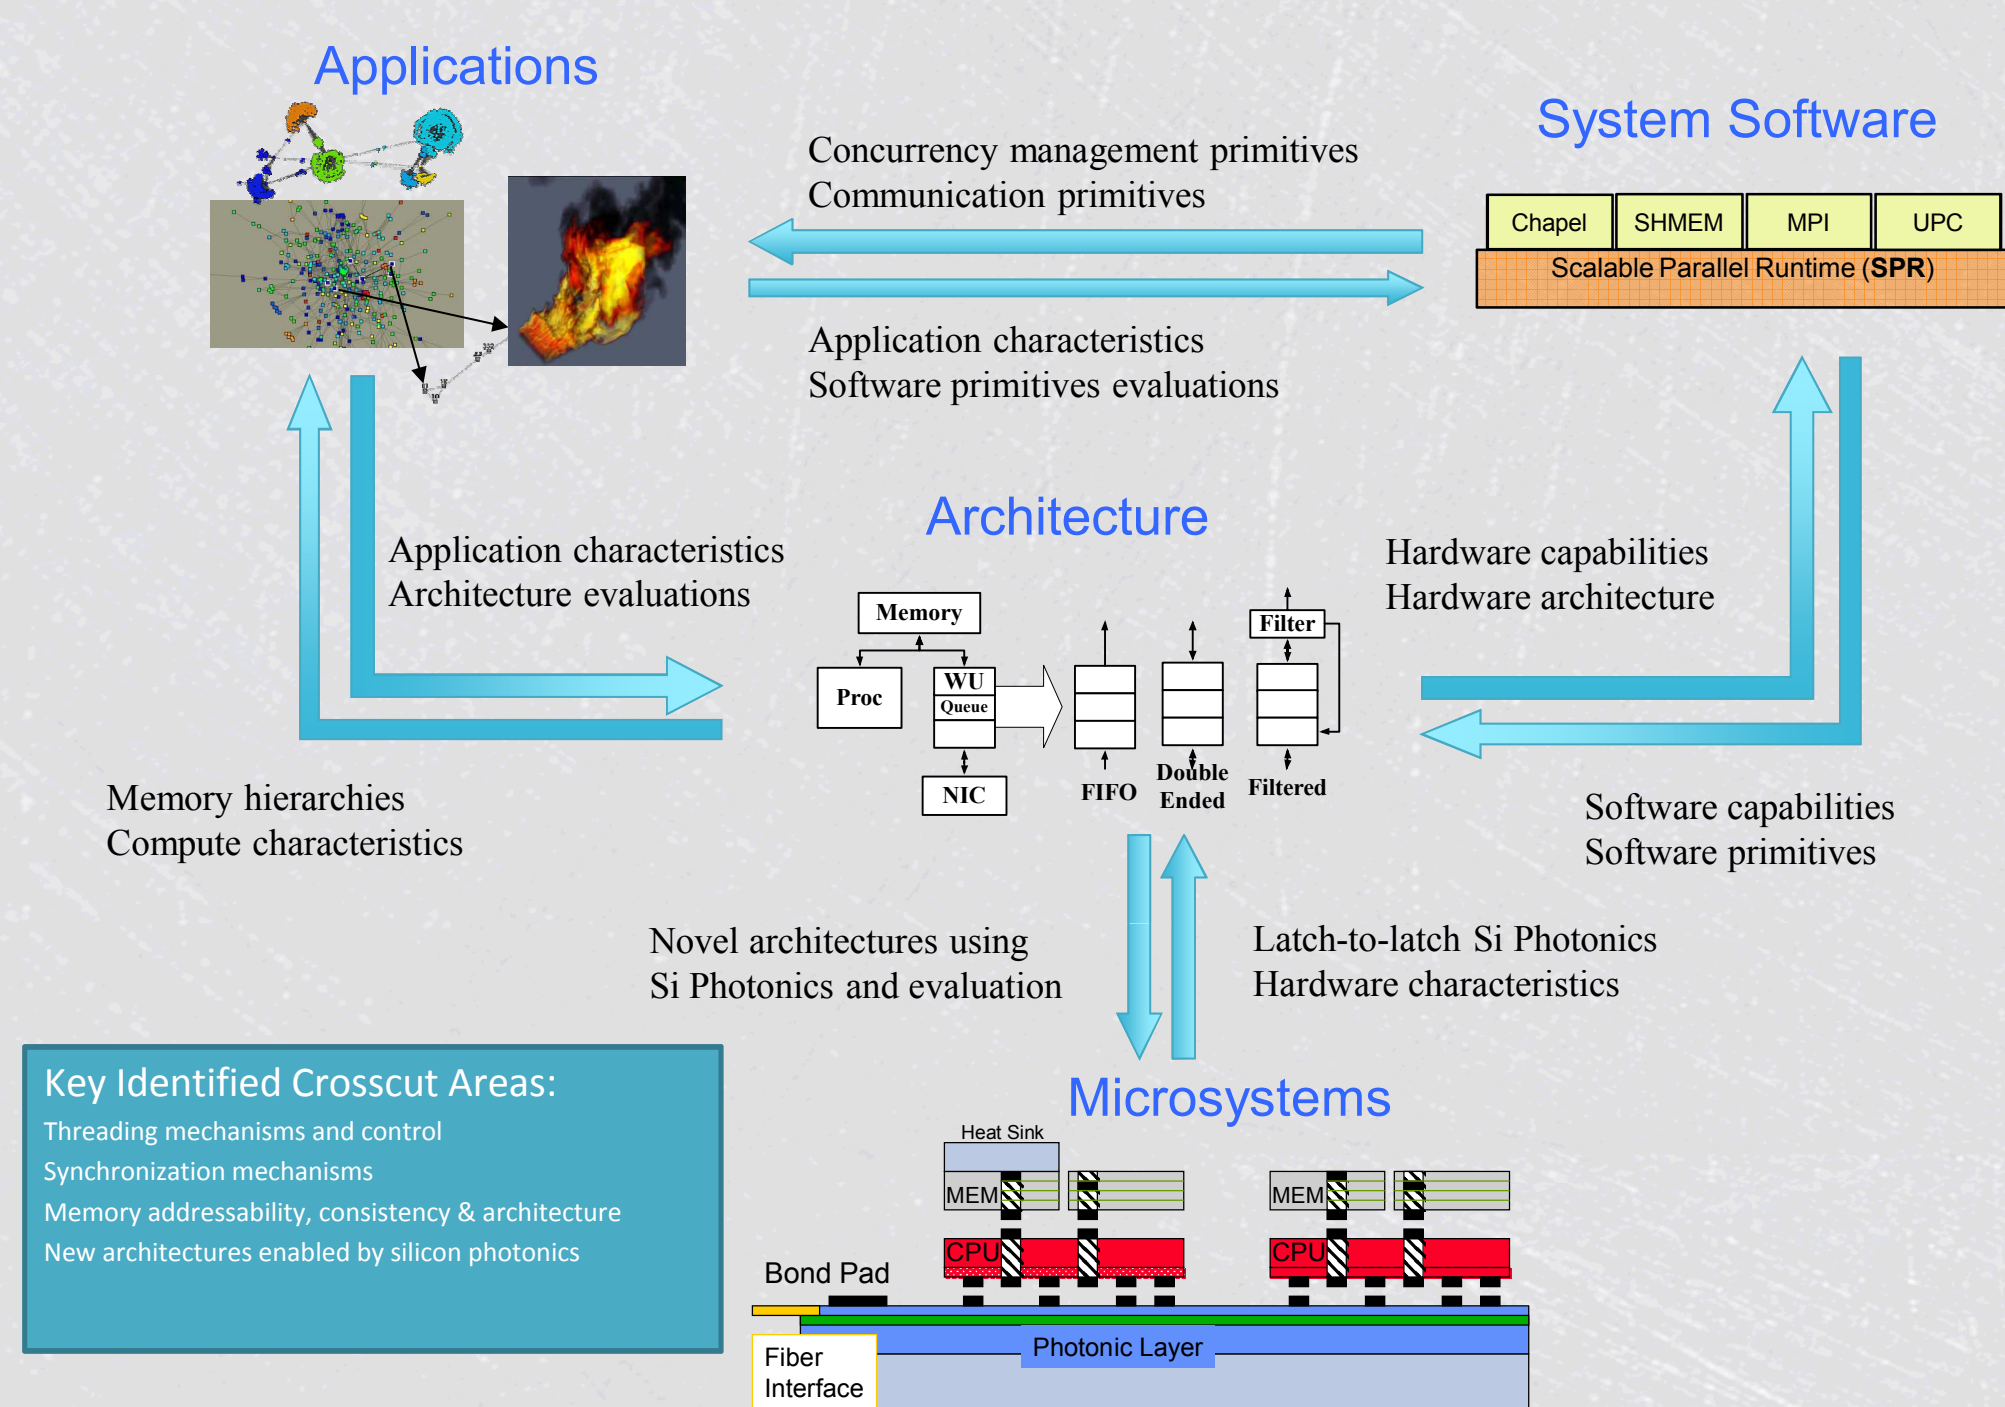 Applications
System Software
Concurrency management primitives
Communication primitives
Chapel
SHMEM
MPI
UPC
Scalable Parallel Runtime (SPR)
Application characteristics
Software primitives evaluations
Architecture
Application characteristics
Architecture evaluations
Hardware capabilities
Hardware architecture
Memory
Filter
Proc
WU
Queue
NIC
FIFO
Double
Ended
Filtered
Memory hierarchies
Compute characteristics
Software capabilities
Software primitives
Novel architectures using
Si Photonics and evaluation
Latch-to-latch Si Photonics
Hardware characteristics
Key Identified Crosscut Areas:
Threading mechanisms and control
Synchronization mechanisms
Memory addressability, consistency & architecture
New architectures enabled by silicon photonics
Microsystems
Heat Sink
MEM
MEM
CPU
CPU
Bond Pad
Photonic Layer
Fiber
Interface